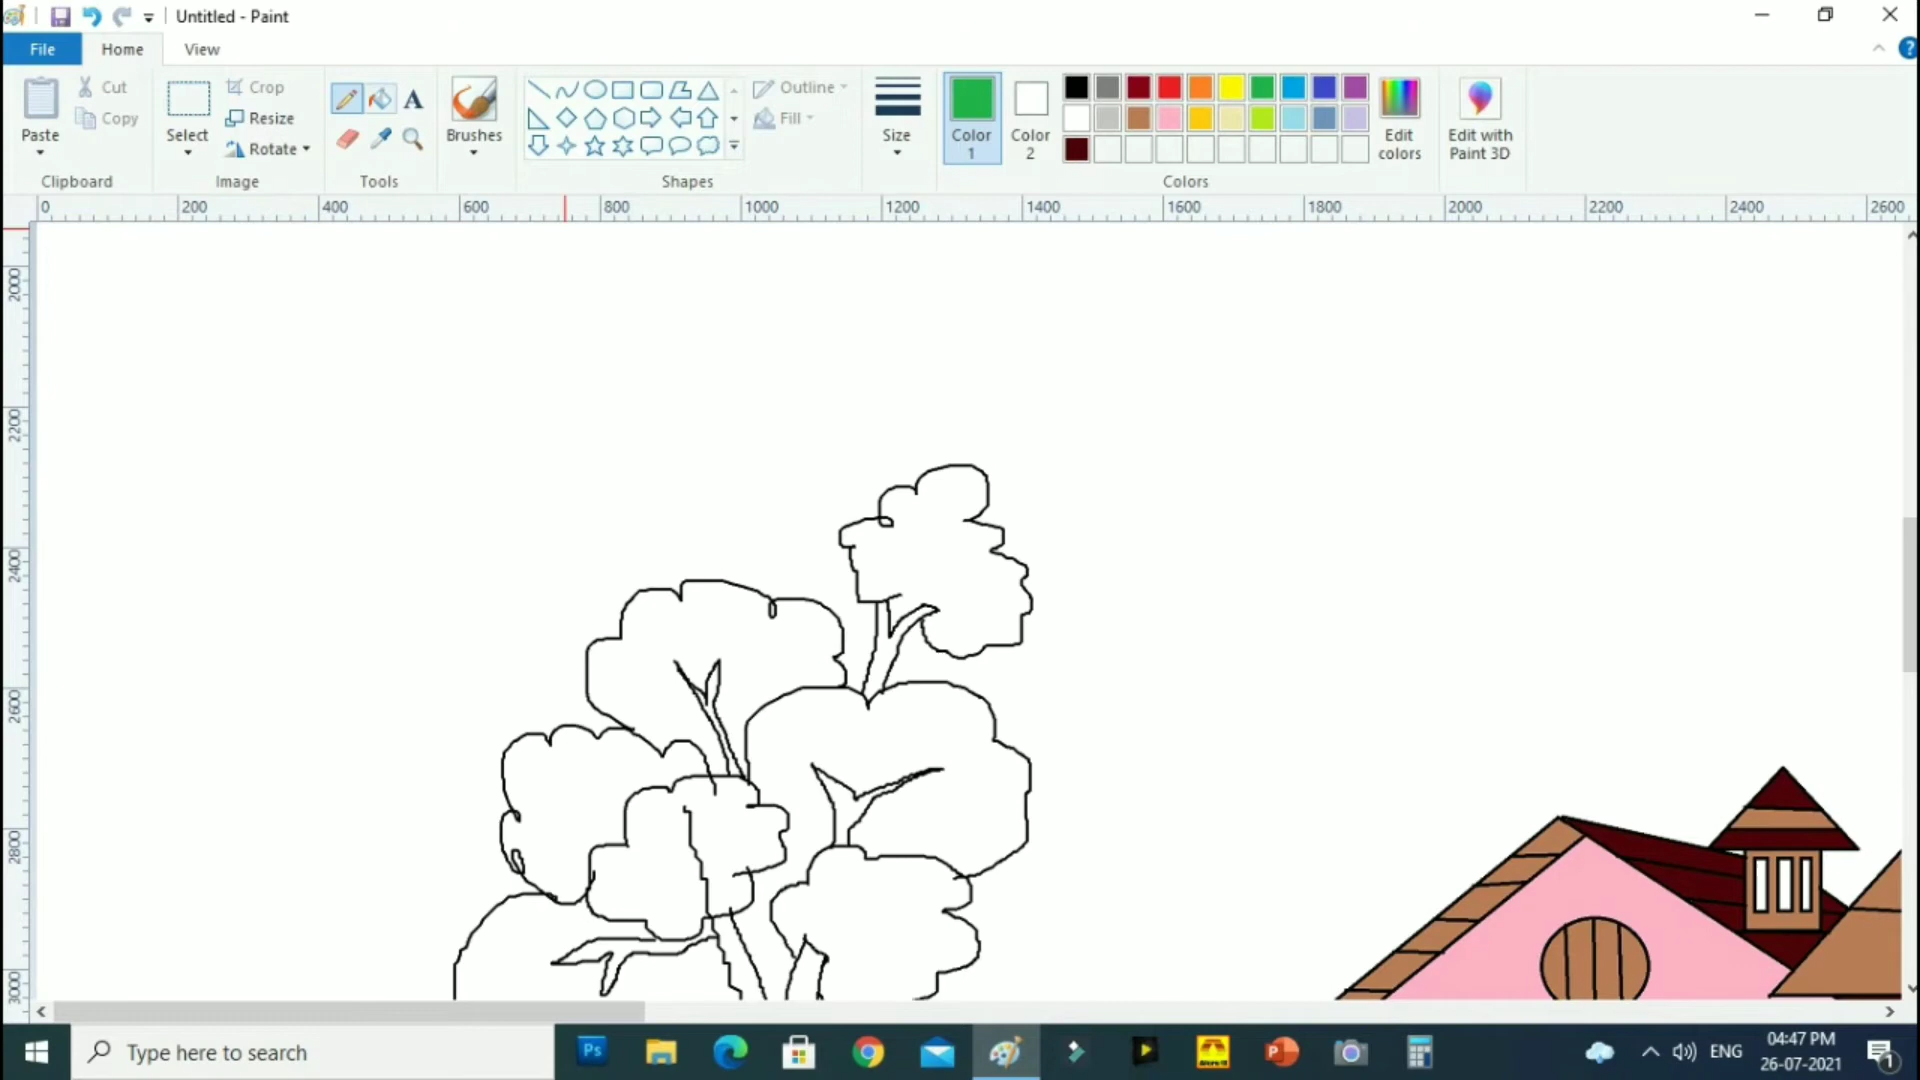 Untitled - Paint
File Home View
Paste
Cut
Copy
Clipboard
Select
Crop
Resize
Rotate
Image
A
Tools
Brushes
Outline
Fill
Shapes
Size
Color 1
Color 2
Edit colors
Colors
Edit with Paint 3D
0 200 400 600 800 1000 1200 1400 1600 1800 2000 2200 2400 2600
2000
2200
2400
2600
2800
3000
Type here to search
Ps
P
ENG
04:47 PM
26-07-2021
1